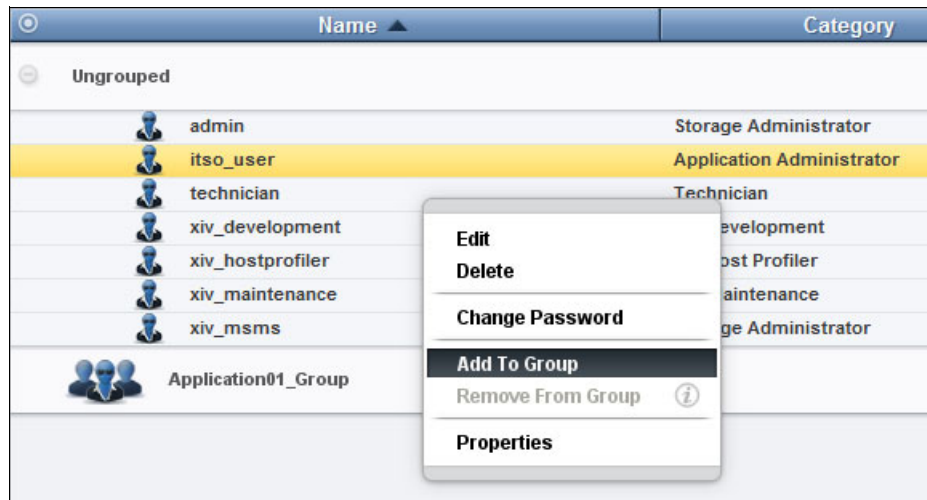 Name Category
Ungrouped
admin Storage Administrator
itso_user Application Administrator
technician Technician
xiv_development evelopment
xiv_hostprofiler ost Profiler
xiv_maintenance aintenance
xiv_msms ge Administrator
Application01_Group
Edit
Delete
Change Password
Add To Group
Remove From Group
Properties